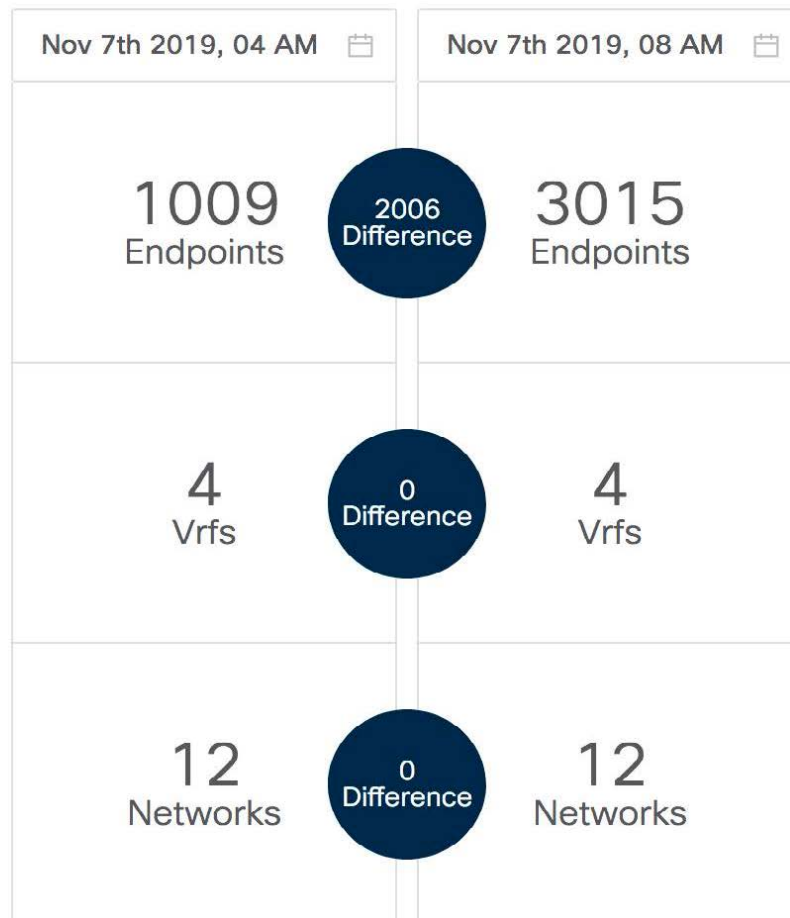 Nov 7th 2019, 04 AM
Nov 7th 2019, 08 AM
1009
Endpoints
2006
Difference
3015
Endpoints
4
Vrfs
0
Difference
4
Vrfs
12
Networks
0
Difference
12
Networks